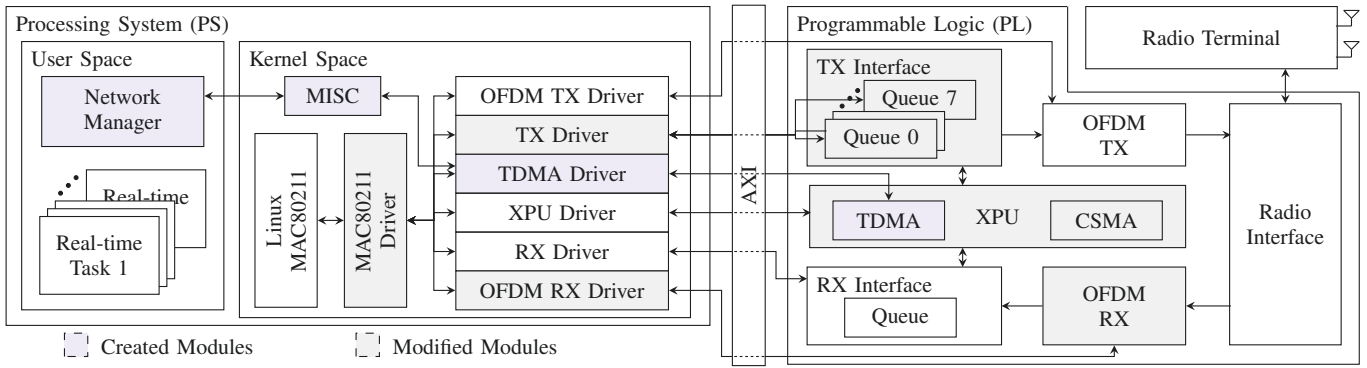 Processing System (PS)
User Space
Network
Manager
Real-time
Real-time
Task 1
Kernel Space
MISC
Linux
MAC80211
MAC80211
Driver
OFDM TX Driver
TX Driver
TDMA Driver
XPU Driver
RX Driver
OFDM RX Driver
AXI
Programmable Logic (PL)
TX Interface
Queue 7
Queue 0
OFDM
TX
TDMA
XPU
CSMA
RX Interface
Queue
OFDM
RX
Radio Terminal
Radio
Interface
Created Modules
Modified Modules